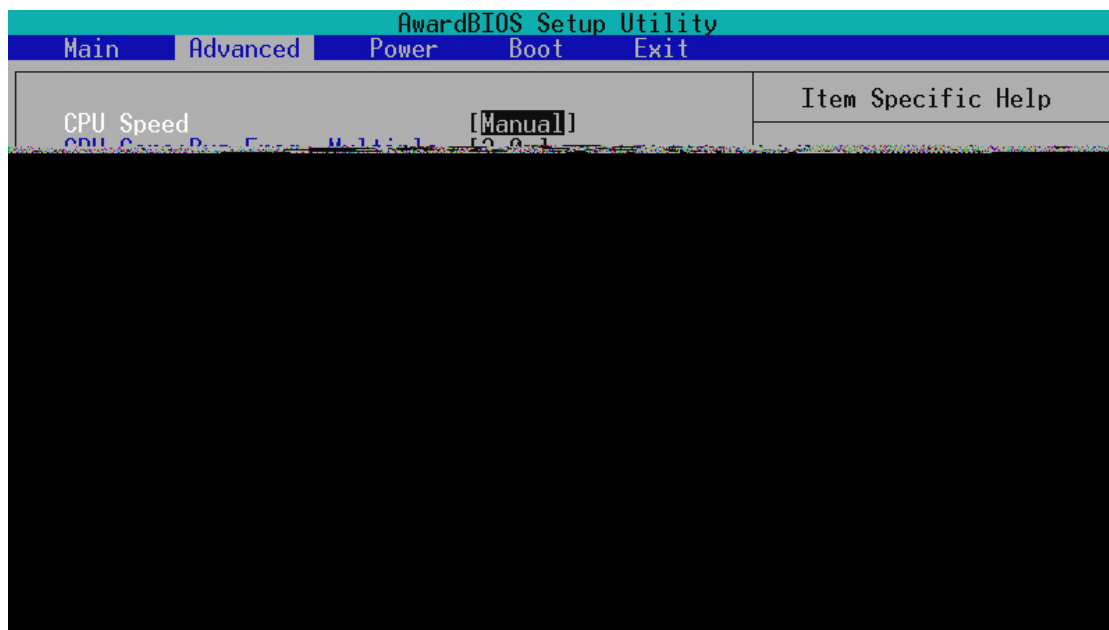 AwardBIOS Setup Utility
Main Advanced Power Boot Exit
Item Specific Help
CPU Speed [Manual]